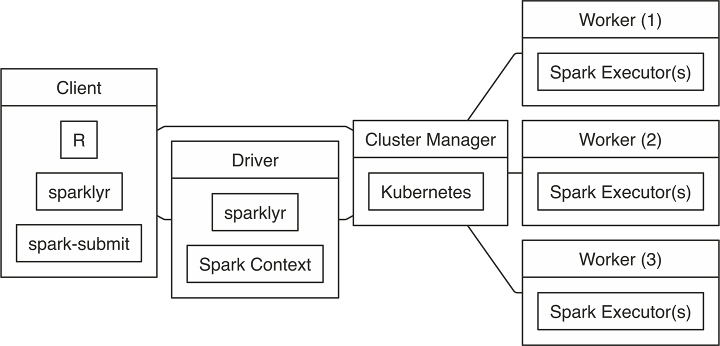 Client
R
sparklyr
spark-submit
Driver
sparklyr
Spark Context
Cluster Manager
Kubernetes
Worker (1)
Spark Executor(s)
Worker (2)
Spark Executor(s)
Worker (3)
Spark Executor(s)